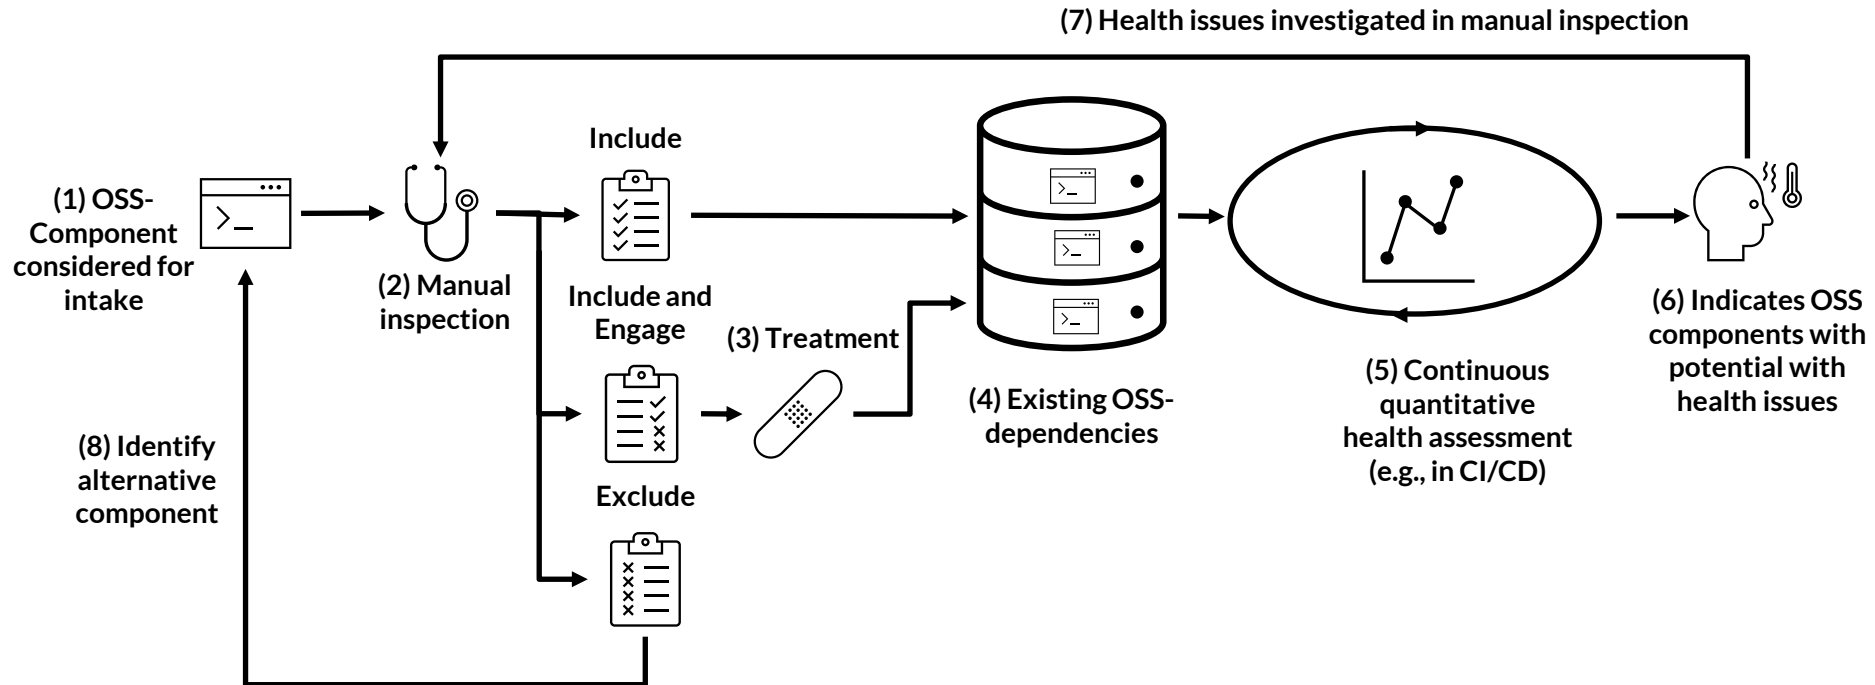 (7) Health issues investigated in manual inspection
(1) OSS-
Component
considered for
intake
(2) Manual
inspection
Include
Include and
Engage
(3) Treatment
Exclude
(4) Existing OSS-
dependencies
(5) Continuous
quantitative
health assessment
(e.g., in CI/CD)
(6) Indicates OSS
components with
potential with
health issues
(8) Identify
alternative
component